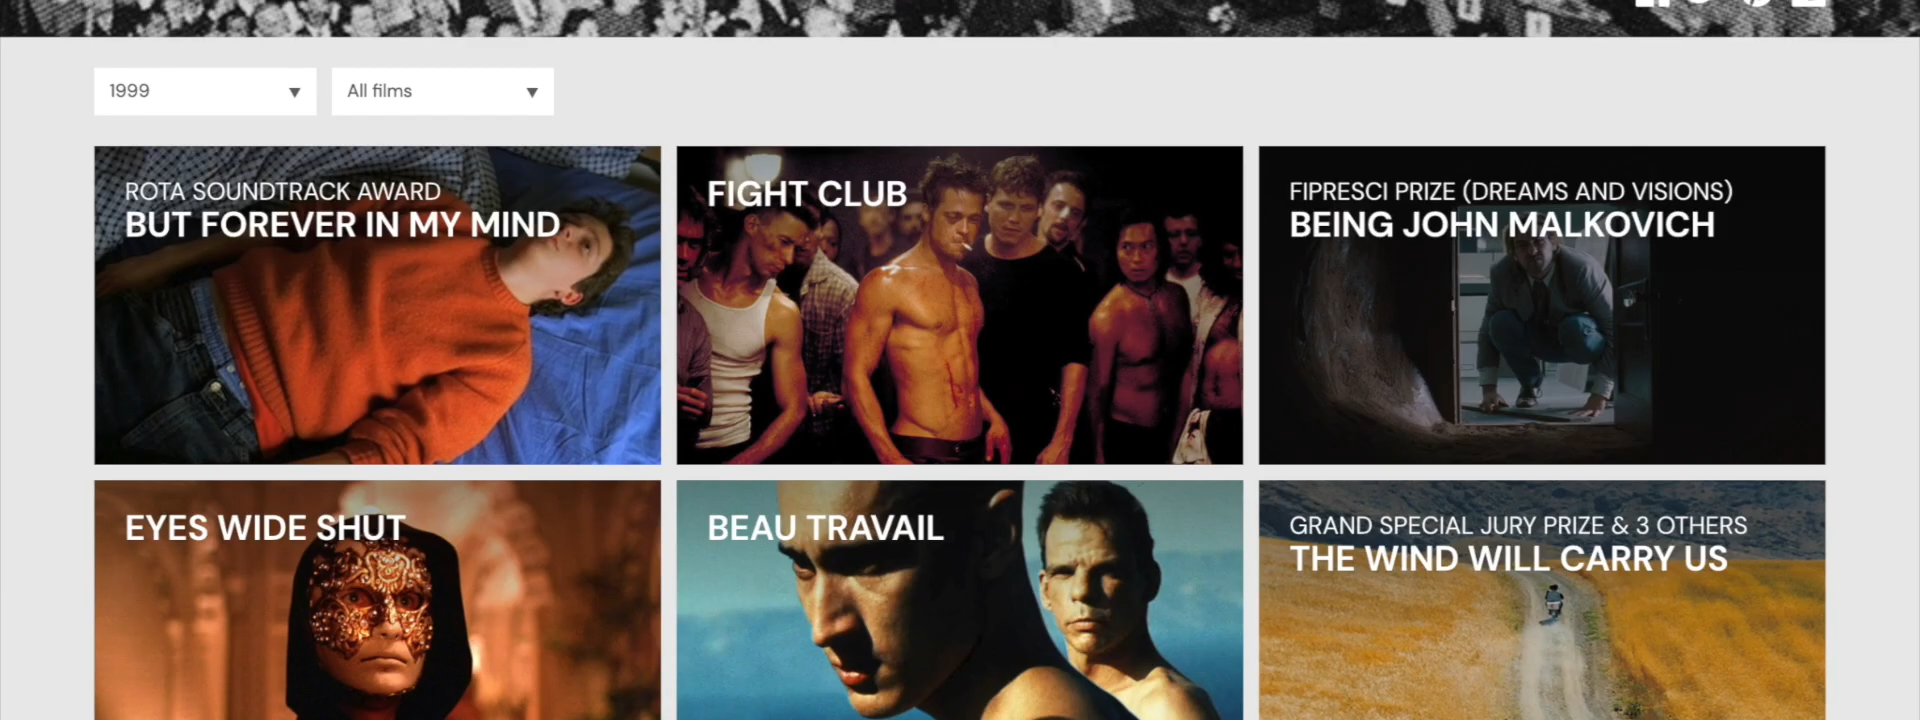 1999
All films
ROTA SOUNDTRACK AWARD
BUT FOREVER IN MY MIND
FIGHT CLUB
FIPRESCI PRIZE (DREAMS AND VISIONS)
BEING JOHN MALKOVICH
EYES WIDE SHUT
BEAU TRAVAIL
GRAND SPECIAL JURY PRIZE & 3 OTHERS
THE WIND WILL CARRY US